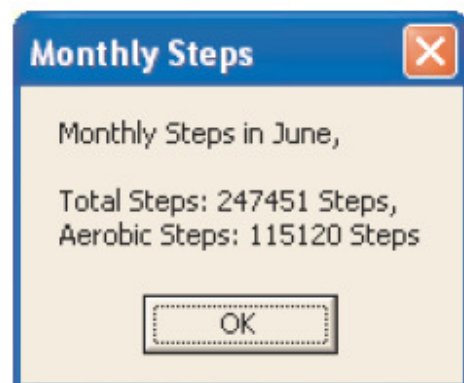 Monthly Steps
Monthly Steps in June,
Total Steps: 247451 Steps,
Aerobic Steps: 115120 Steps
OK